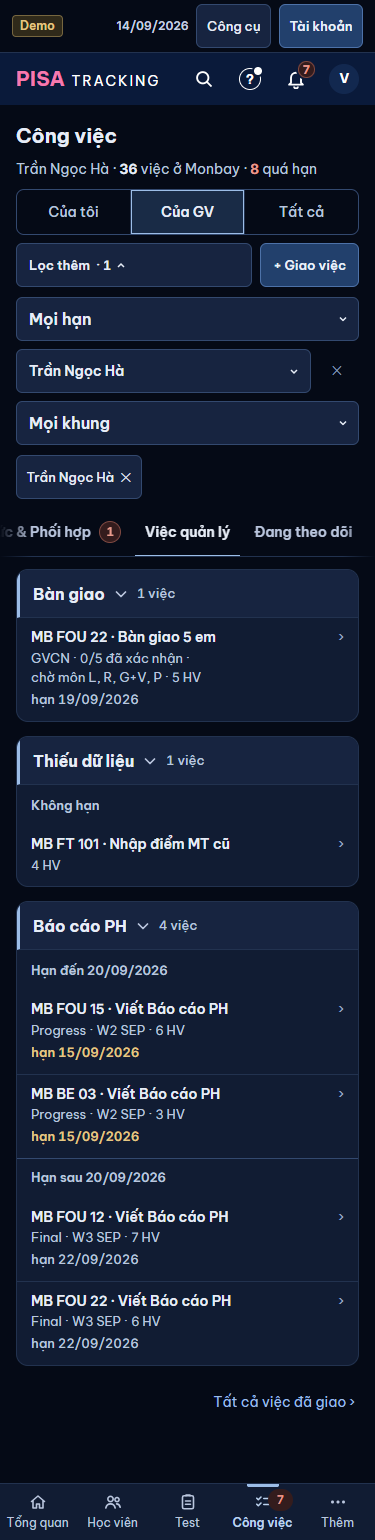 Demo 14/09/2026 Công cụ Tài khoản
PISA TRACKING ? 7 V
Công việc
Trần Ngọc Hà · 36 việc ở Monbay · 8 quá hạn
Của tôi Của GV Tất cả
Lọc thêm · 1 + Giao việc
Mọi hạn
Trần Ngọc Hà ×
Mọi khung
Trần Ngọc Hà ×
& Phối hợp 1 Việc quản lý Đang theo dõi
Bàn giao 1 việc
MB FOU 22 · Bàn giao 5 em ›
GVCN · 0/5 đã xác nhận ·
chờ môn L, R, G+V, P · 5 HV
hạn 19/09/2026
Thiếu dữ liệu 1 việc
Không hạn
MB FT 101 · Nhập điểm MT cũ ›
4 HV
Báo cáo PH 4 việc
Hạn đến 20/09/2026
MB FOU 15 · Viết Báo cáo PH ›
Progress · W2 SEP · 6 HV
hạn 15/09/2026
MB BE 03 · Viết Báo cáo PH ›
Progress · W2 SEP · 3 HV
hạn 15/09/2026
Hạn sau 20/09/2026
MB FOU 12 · Viết Báo cáo PH ›
Final · W3 SEP · 7 HV
hạn 22/09/2026
MB FOU 22 · Viết Báo cáo PH ›
Final · W3 SEP · 6 HV
hạn 22/09/2026
Tất cả việc đã giao ›
7
Tổng quan Học viên Test Công việc Thêm